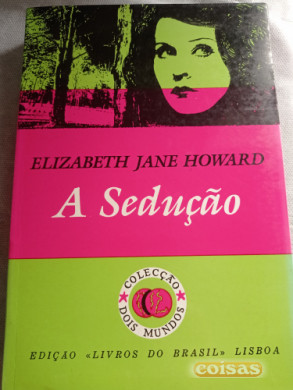 ELIZABETH JANE HOWARD
A Sedução
COLECÇÃO
DOIS MUNDOS
EDIÇÃO «LIVROS DO BRASIL» LISBOA
coisas